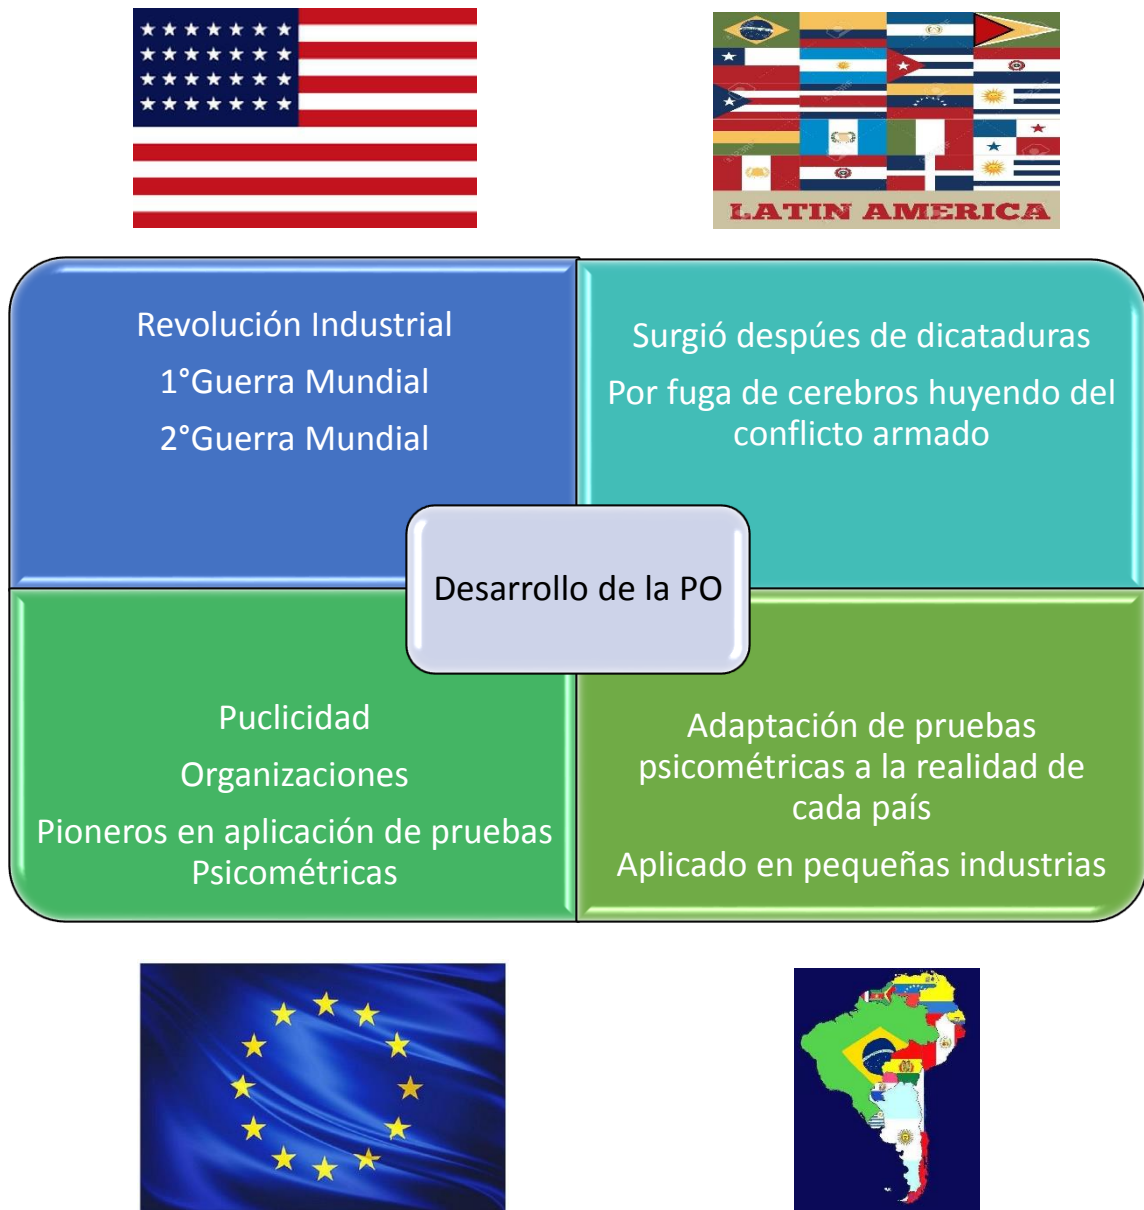 LATIN AMERICA
Revolución Industrial
1°Guerra Mundial
2°Guerra Mundial
Surgió despúes de dicataduras
Por fuga de cerebros huyendo del
conflicto armado
Desarrollo de la PO
Puclicidad
Organizaciones
Pioneros en aplicación de pruebas
Psicométricas
Adaptación de pruebas
psicométricas a la realidad de
cada país
Aplicado en pequeñas industrias